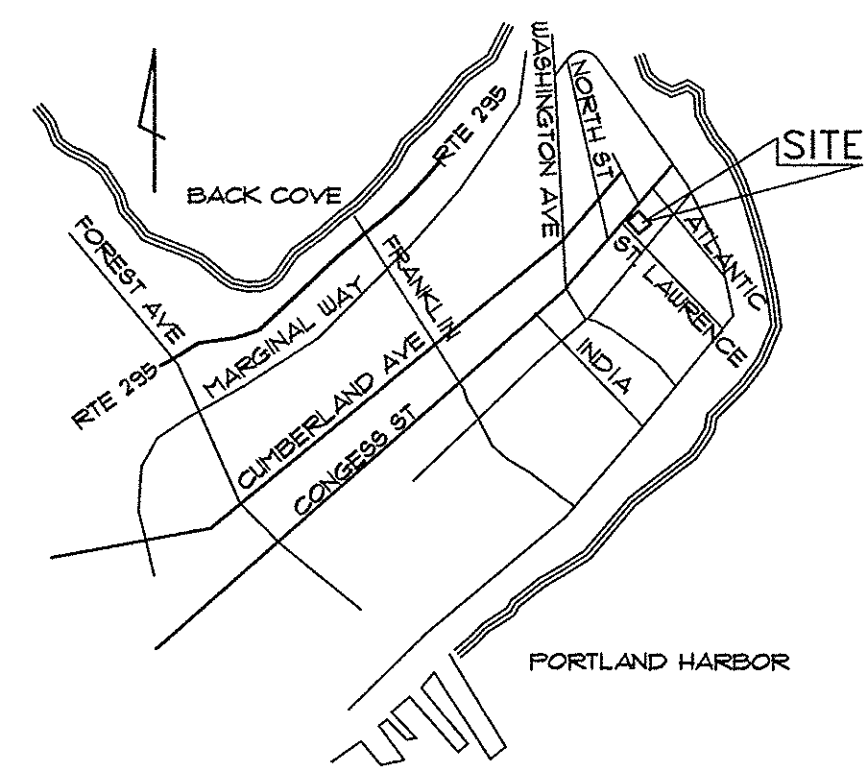 WASHINGTON AVE
NORTH ST
SITE
RTE 295
BACK COVE
FOREST AVE
FRANKLIN
ATLANTIC
ST. LAWRENCE
MARGINAL WAY
INDIA
RTE 295
CUMBERLAND AVE
CONGESS ST
PORTLAND HARBOR